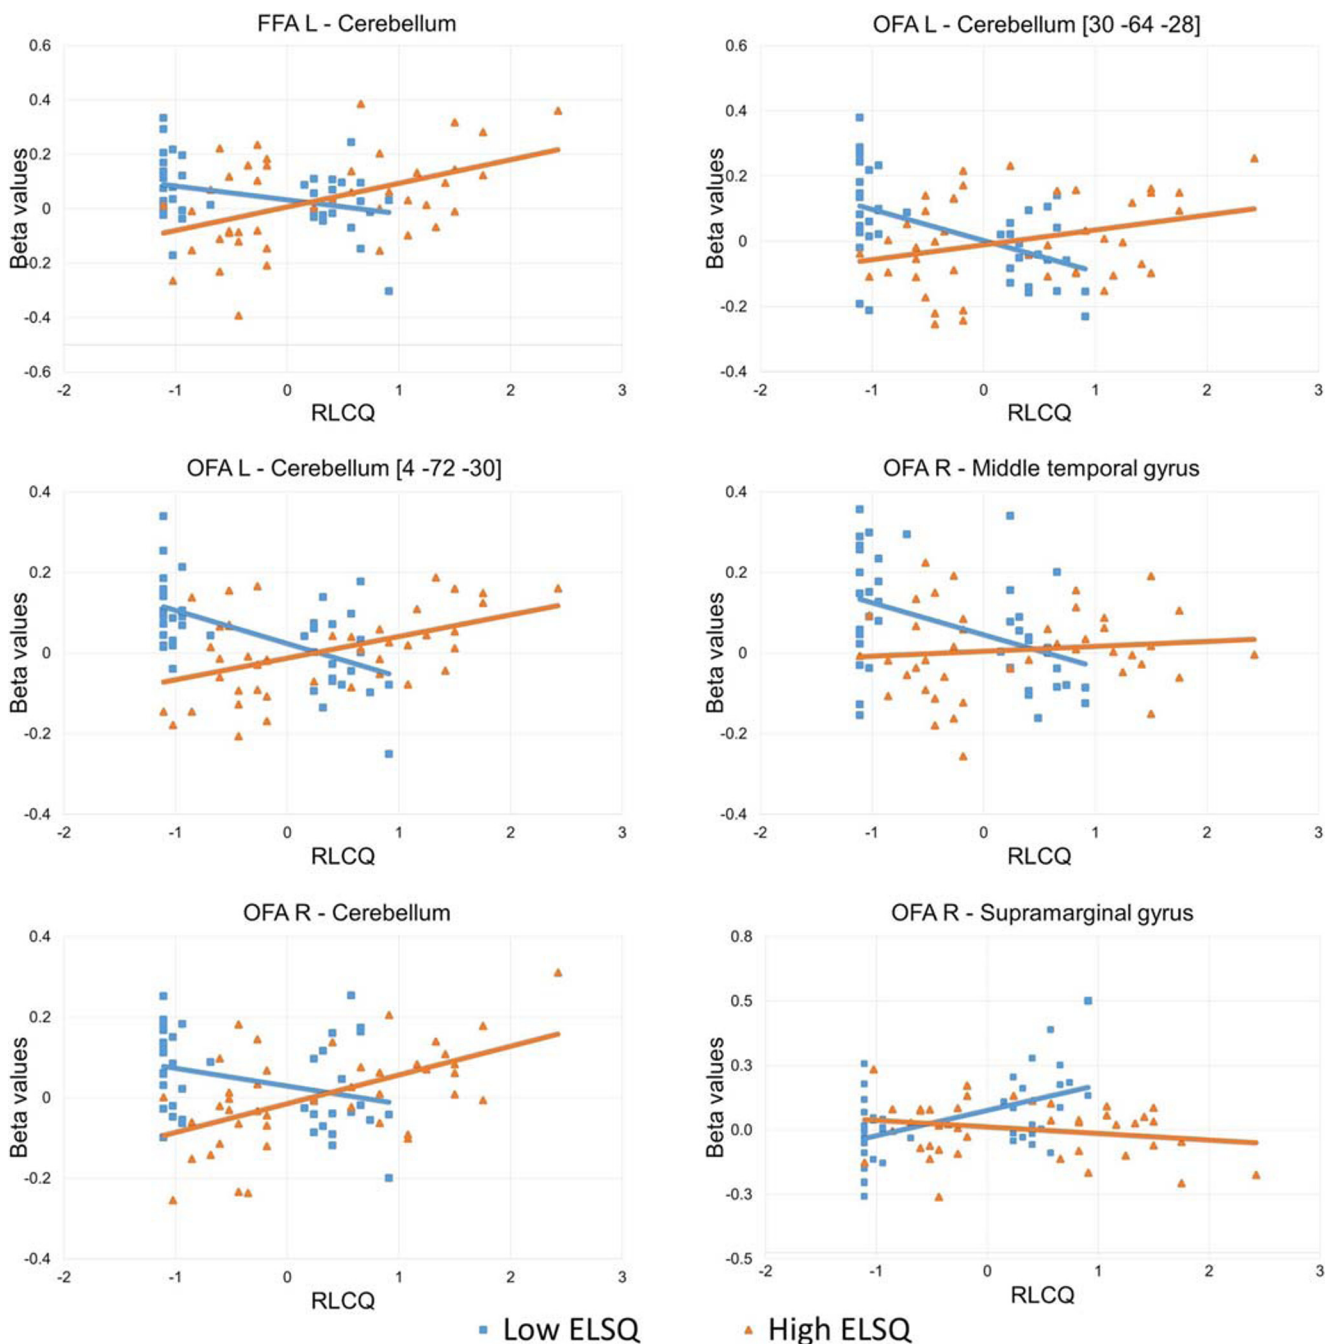 FFA L - Cerebellum
0.6
0.4
0.2
0
-0.2
-0.4
-0.6
-2 -1 0 1 2 3
Beta values
RLCQ
OFA L - Cerebellum [30 -64 -28]
0.6
0.4
0.2
0
-0.2
-0.4
-2 -1 0 1 2 3
Beta values
RLCQ
OFA L - Cerebellum [4 -72 -30]
0.4
0.2
0
-0.2
-0.4
-2 -1 0 1 2 3
Beta values
RLCQ
OFA R - Middle temporal gyrus
0.4
0.2
0
-0.2
-0.4
-2 -1 0 1 2 3
Beta values
RLCQ
OFA R - Cerebellum
0.4
0.2
0
-0.2
-0.4
-2 -1 0 1 2 3
Beta values
RLCQ
OFA R - Supramarginal gyrus
0.8
0.5
0.3
0.0
-0.3
-0.5
-2 -1 0 1 2 3
Beta values
RLCQ
Low ELSQ High ELSQ